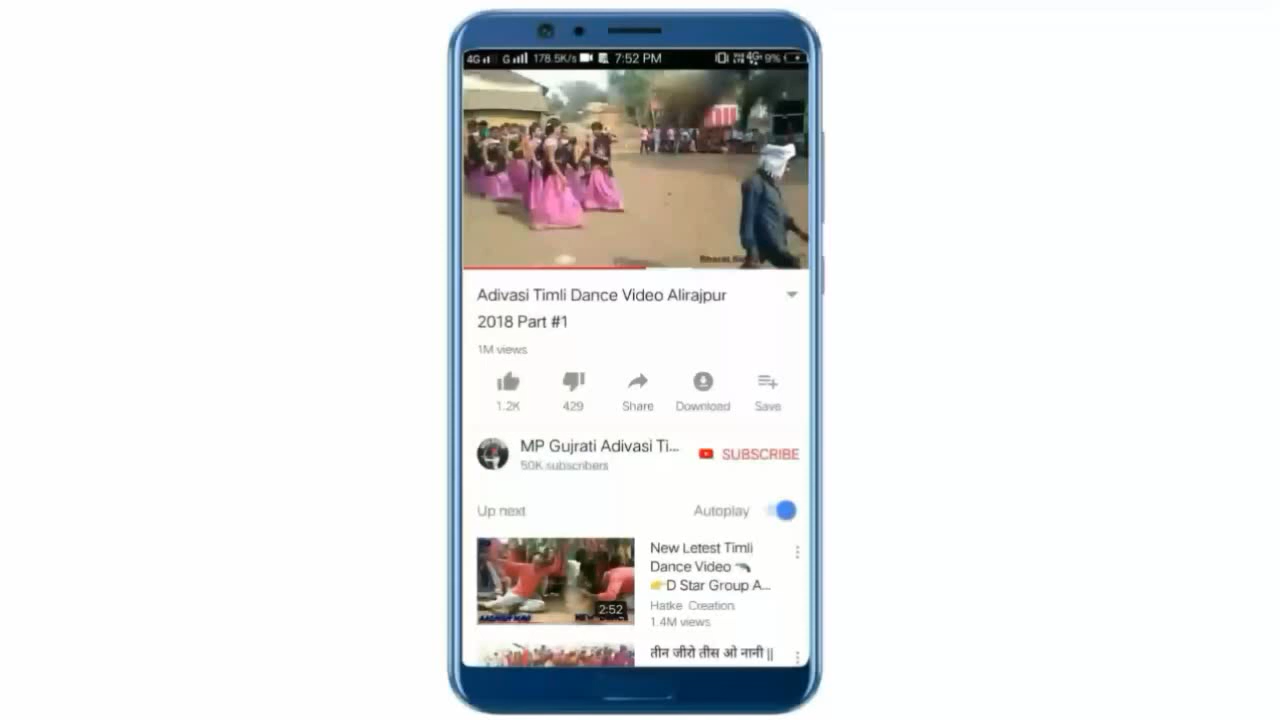 4G G 178.5K/s 7:52 PM 4G+ 9%
Adivasi Timli Dance Video Alirajpur
2018 Part #1
1M views
1.2K 429 Share Download Save
MP Gujrati Adivasi Ti... SUBSCRIBE
50K subscribers
Up next Autoplay
New Letest Timli
Dance Video
D Star Group A...
Hatke Creation
1.4M views
2:52
तीन जीरो तीस ओ नानी ||